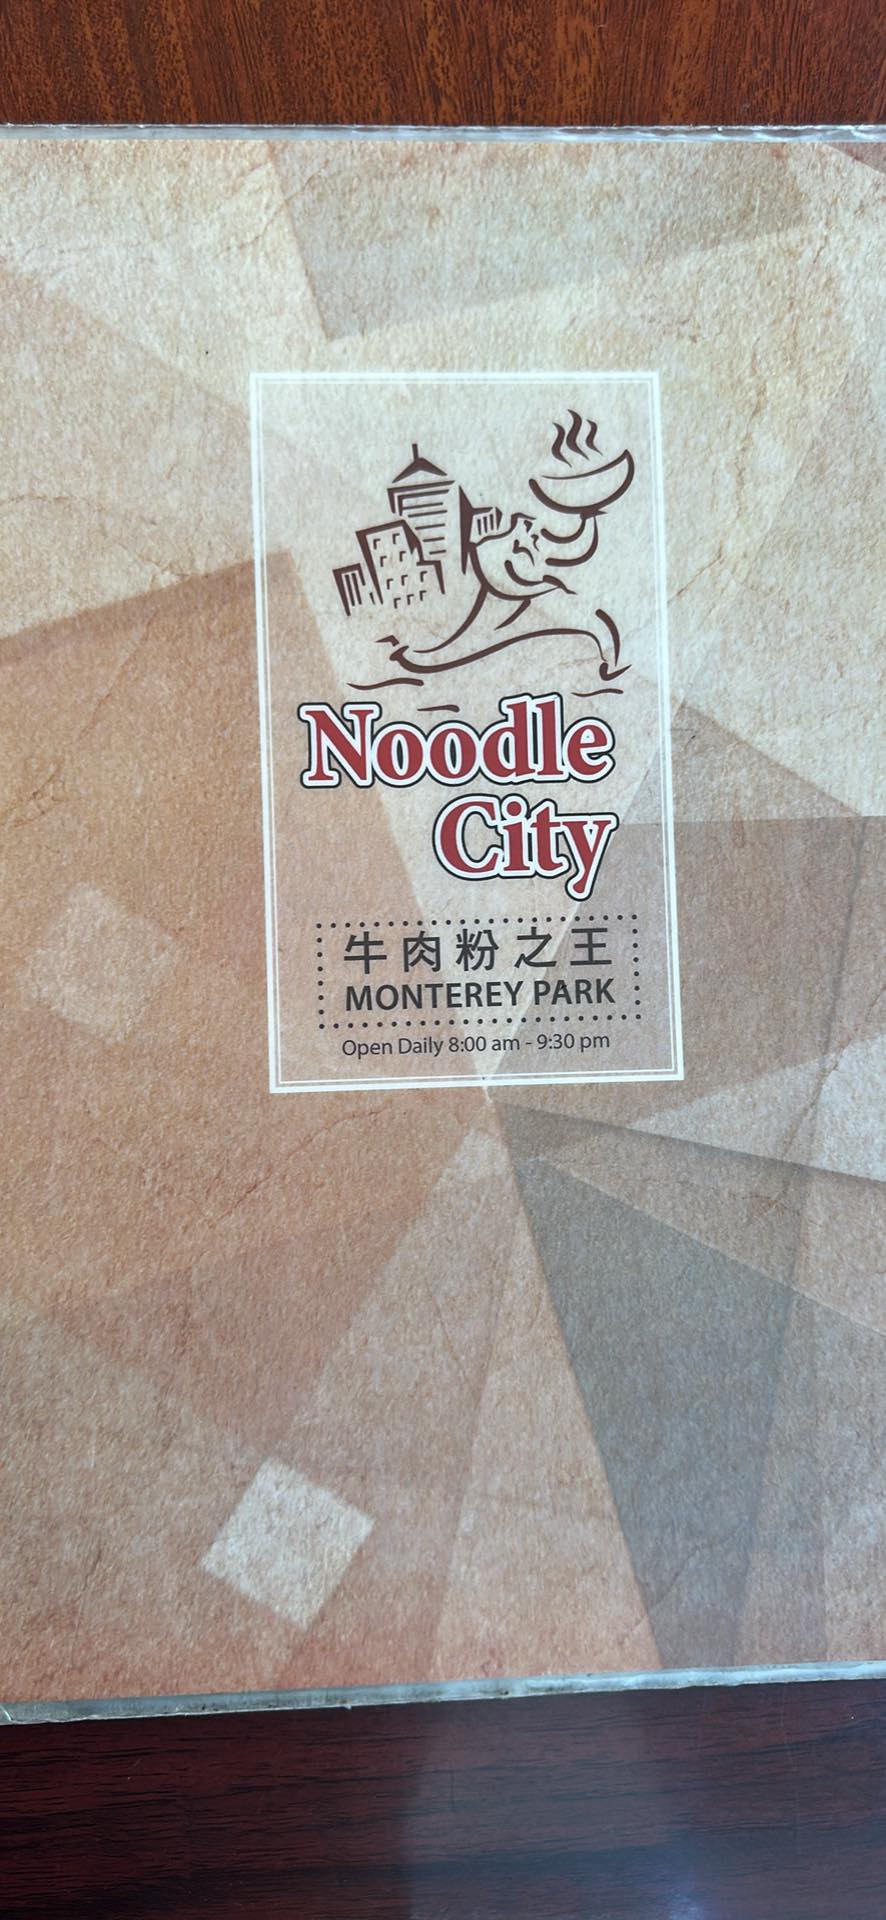 Noodle
City
牛肉粉之王
MONTEREY PARK
Open Daily 8:00 am - 9:30 pm